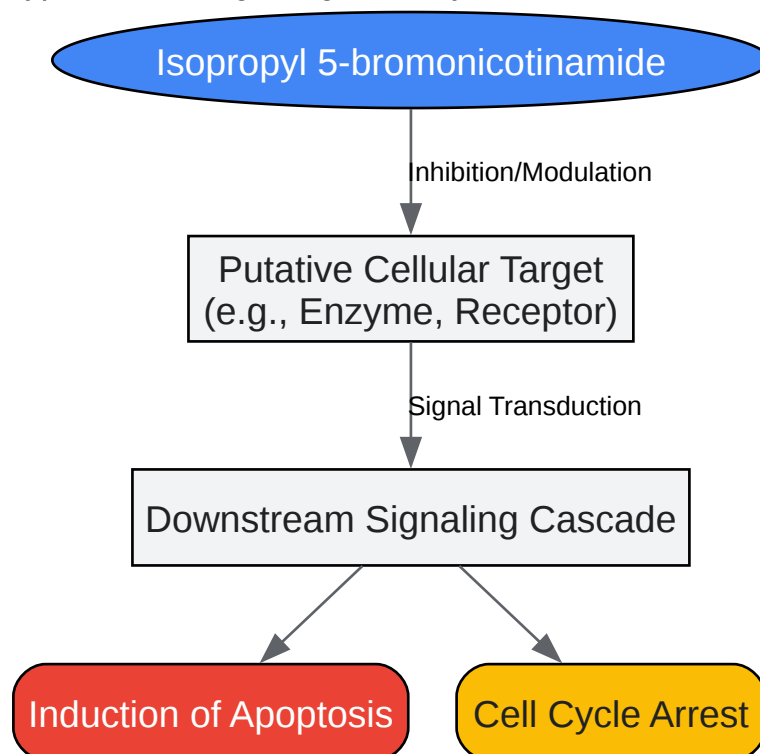 Isopropyl 5-bromonicotinamide
Inhibition/Modulation
Putative Cellular Target
(e.g., Enzyme, Receptor)
Signal Transduction
Downstream Signaling Cascade
Induction of Apoptosis
Cell Cycle Arrest